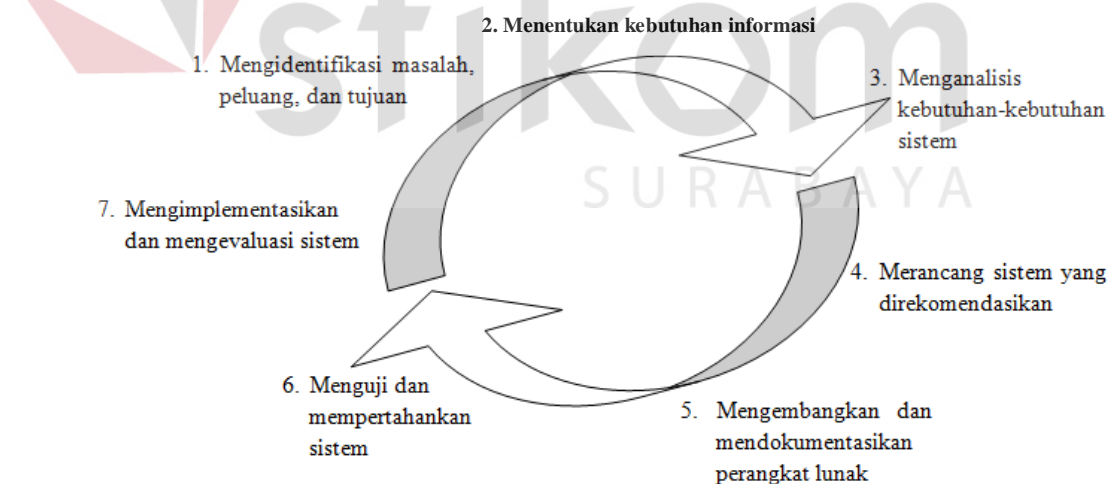 stikom
SURABAYA
2. Menentukan kebutuhan informasi
1. Mengidentifikasi masalah,
peluang, dan tujuan
3. Menganalisis
kebutuhan-kebutuhan
sistem
7. Mengimplementasikan
dan mengevaluasi sistem
4. Merancang sistem yang
direkomendasikan
6. Menguji dan
mempertahankan
sistem
5. Mengembangkan dan
mendokumentasikan
perangkat lunak